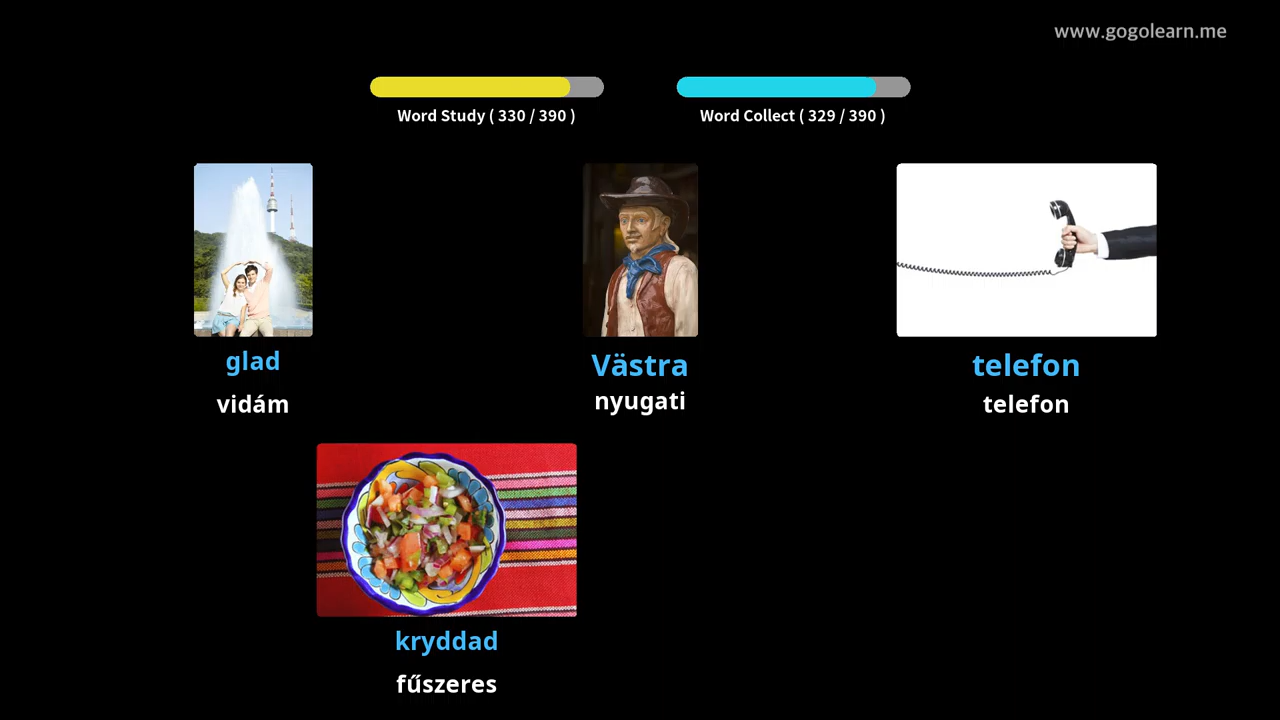 www.gogolearn.me
Word Study ( 330 / 390 )
Word Collect ( 329 / 390 )
glad
vidám
Västra
nyugati
telefon
telefon
kryddad
fűszeres